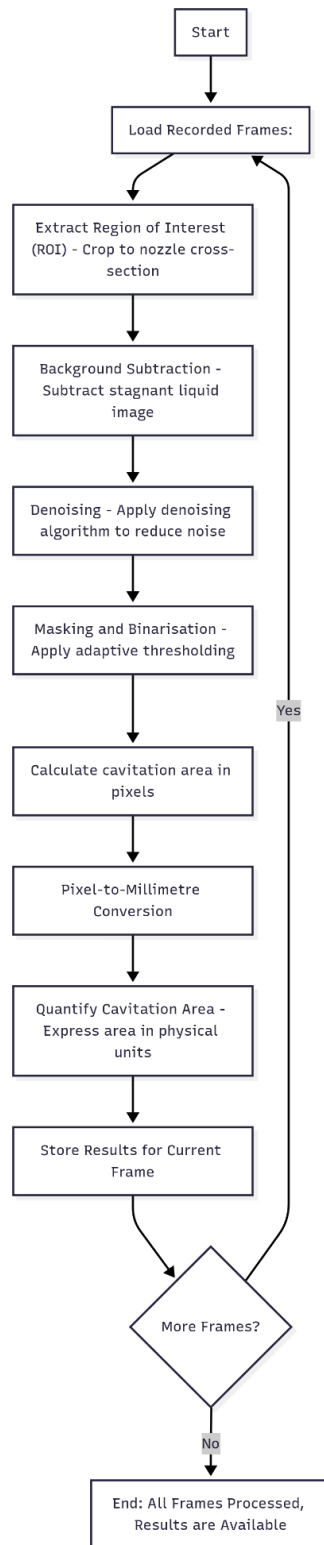 Start
Load Recorded Frames:
Extract Region of Interest
(ROI) - Crop to nozzle cross-
section
Background Subtraction -
Subtract stagnant liquid
image
Denoising - Apply denoising
algorithm to reduce noise
Masking and Binarisation -
Apply adaptive thresholding
Yes
Calculate cavitation area in
pixels
Pixel-to-Millimetre
Conversion
Quantify Cavitation Area -
Express area in physical
units
Store Results for Current
Frame
More Frames?
No
End: All Frames Processed,
Results are Available